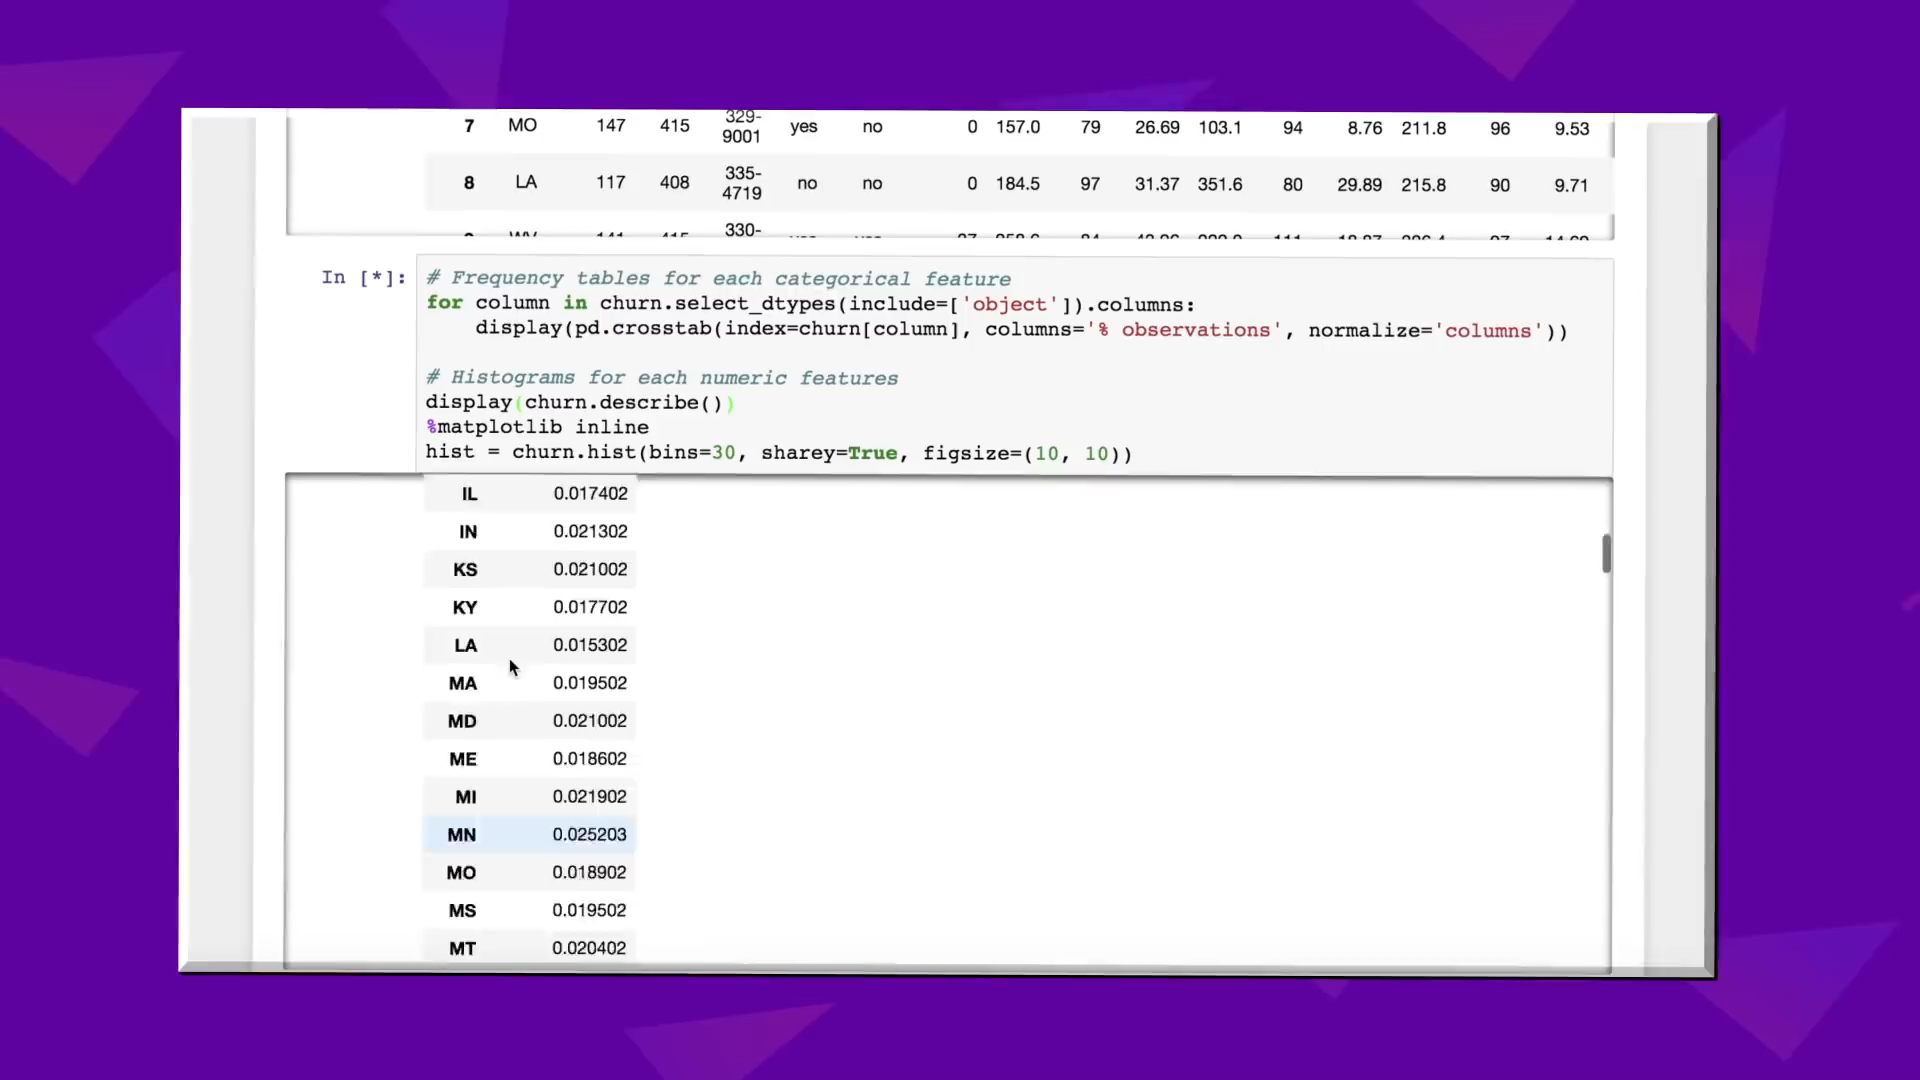 7 MO 147 415 329-9001 yes no 0 157.0 79 26.69 103.1 94 8.76 211.8 96 9.53
8 LA 117 408 335-4719 no no 0 184.5 97 31.37 351.6 80 29.89 215.8 90 9.71
330-
In [*]:
# Frequency tables for each categorical feature
for column in churn.select_dtypes(include=['object']).columns:
    display(pd.crosstab(index=churn[column], columns='% observations', normalize='columns'))
# Histograms for each numeric features
display(churn.describe())
%matplotlib inline
hist = churn.hist(bins=30, sharey=True, figsize=(10, 10))
IL 0.017402
IN 0.021302
KS 0.021002
KY 0.017702
LA 0.015302
MA 0.019502
MD 0.021002
ME 0.018602
MI 0.021902
MN 0.025203
MO 0.018902
MS 0.019502
MT 0.020402